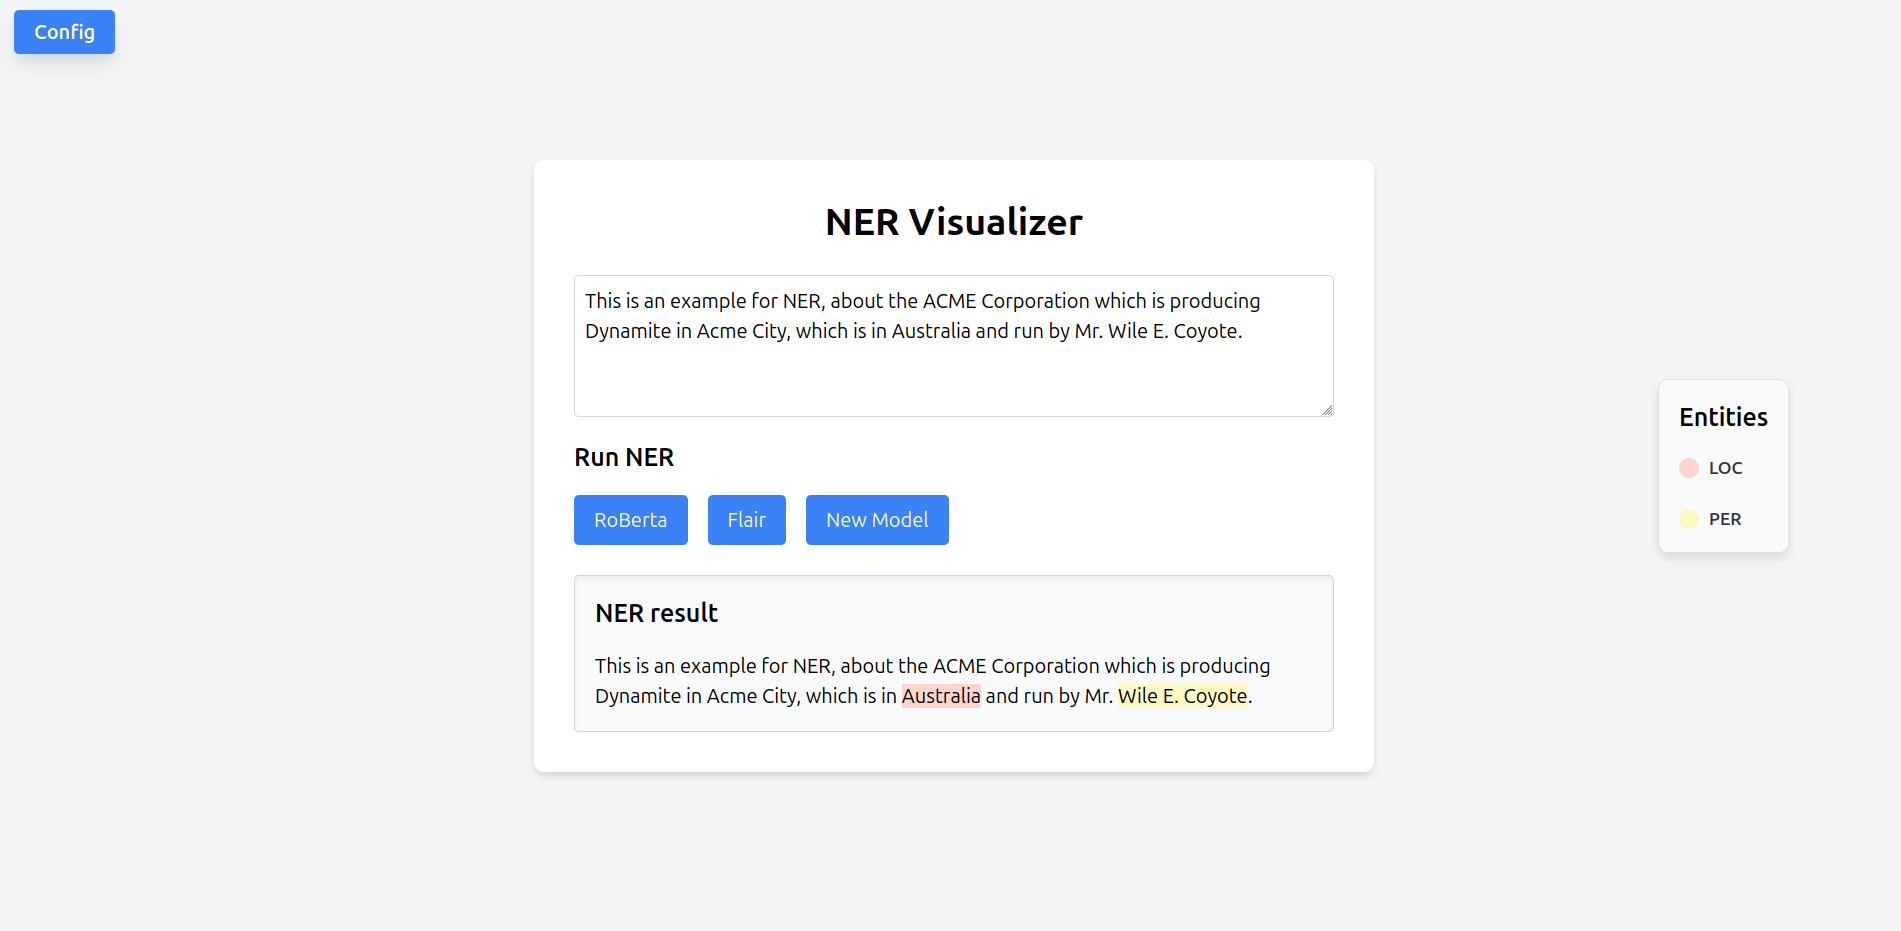 Config
NER Visualizer
This is an example for NER, about the ACME Corporation which is producing
Dynamite in Acme City, which is in Australia and run by Mr. Wile E. Coyote.
Run NER
RoBerta
Flair
New Model
NER result
This is an example for NER, about the ACME Corporation which is producing
Dynamite in Acme City, which is in Australia and run by Mr. Wile E. Coyote.
Entities
LOC
PER